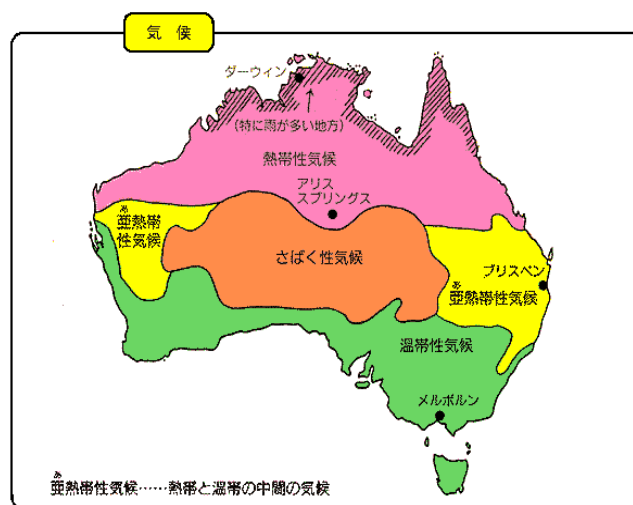 気候
ダーウィン
(特に雨が多い地方)
熱帯性気候
アリス
スプリングス
あ
亜熱帯
性気候
さばく性気候
ブリスベン
あ
亜熱帯性気候
温帯性気候
メルボルン
あ
亜熱帯性気候……熱帯と温帯の中間の気候